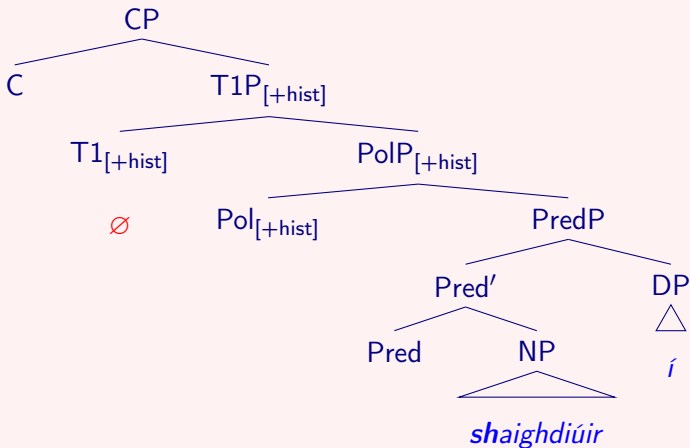 CP
C T1P[+hist]
T1[+hist] PolP[+hist]
∅ Pol[+hist] PredP
Pred′ DP
Pred NP í
shaighdiúir